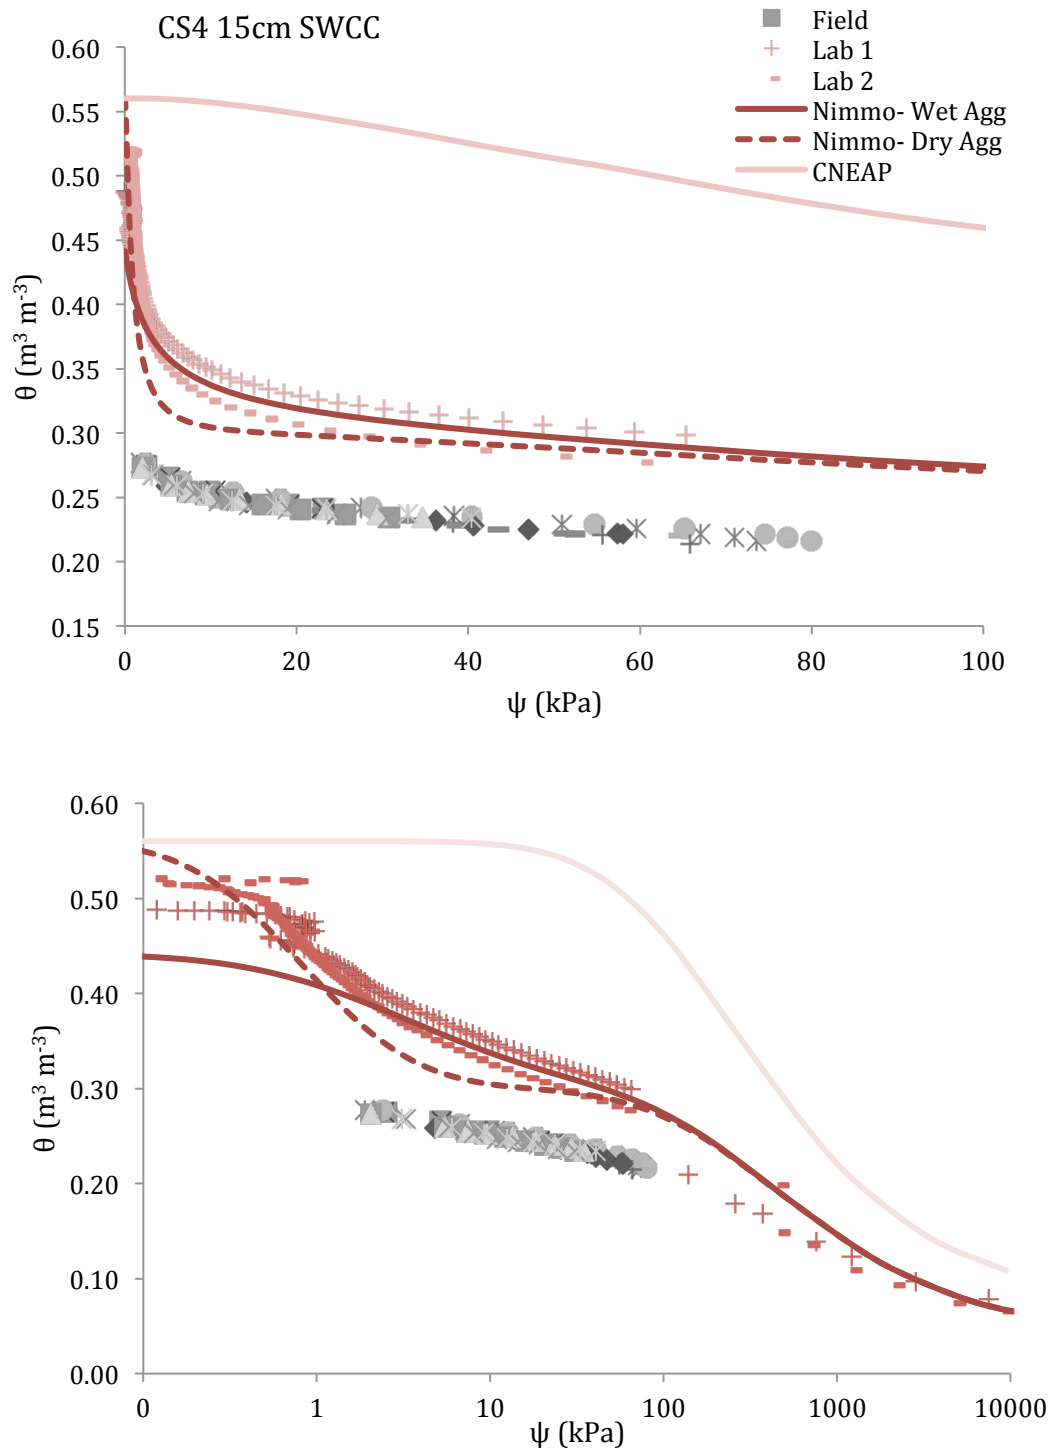 CS4 15cm SWCC
Field
Lab 1
Lab 2
Nimmo- Wet Agg
Nimmo- Dry Agg
CNEAP
0.60
0.55
0.50
0.45
0.40
0.35
0.30
0.25
0.20
0.15
θ (m³ m⁻³)
0 20 40 60 80 100
ψ (kPa)
0.60
0.50
0.40
0.30
0.20
0.10
0.00
θ (m³ m⁻³)
0 1 10 100 1000 10000
ψ (kPa)